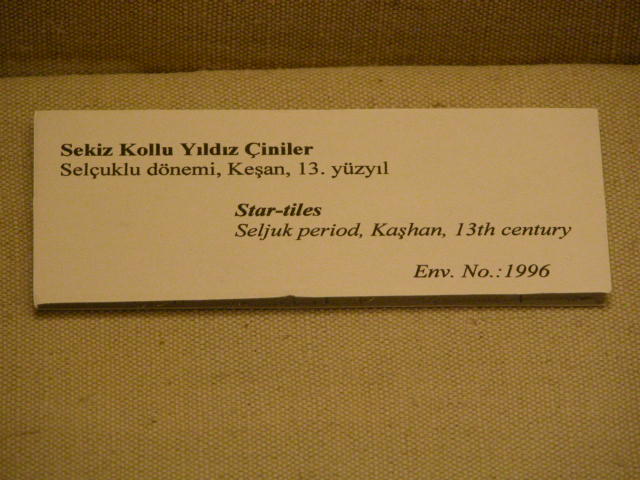 Sekiz Kollu Yıldız Çiniler
Selçuklu dönemi, Keşan, 13. yüzyıl
Star-tiles
Seljuk period, Kaşhan, 13th century
Env. No.:1996